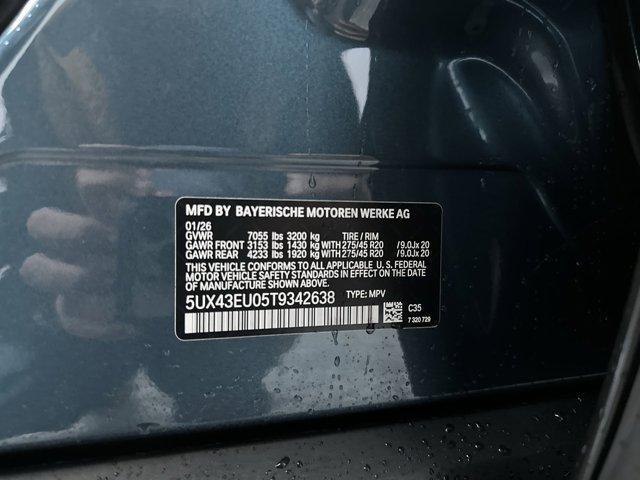 MFD BY BAYERISCHE MOTOREN WERKE AG
01/26
GVWR 7055 lbs 3200 kg TIRE / RIM
GAWR FRONT 3153 lbs 1430 kg WITH 275/45 R20 /9.0Jx 20
GAWR REAR 4233 lbs 1920 kg WITH 275/45 R20 /9.0Jx 20
THIS VEHICLE CONFORMS TO ALL APPLICABLE U. S. FEDERAL
MOTOR VEHICLE SAFETY STANDARDS IN EFFECT ON THE DATE
OF MANUFACTURE SHOWN ABOVE.
5UX43EU05T9342638 TYPE: MPV
C35
7 320 729